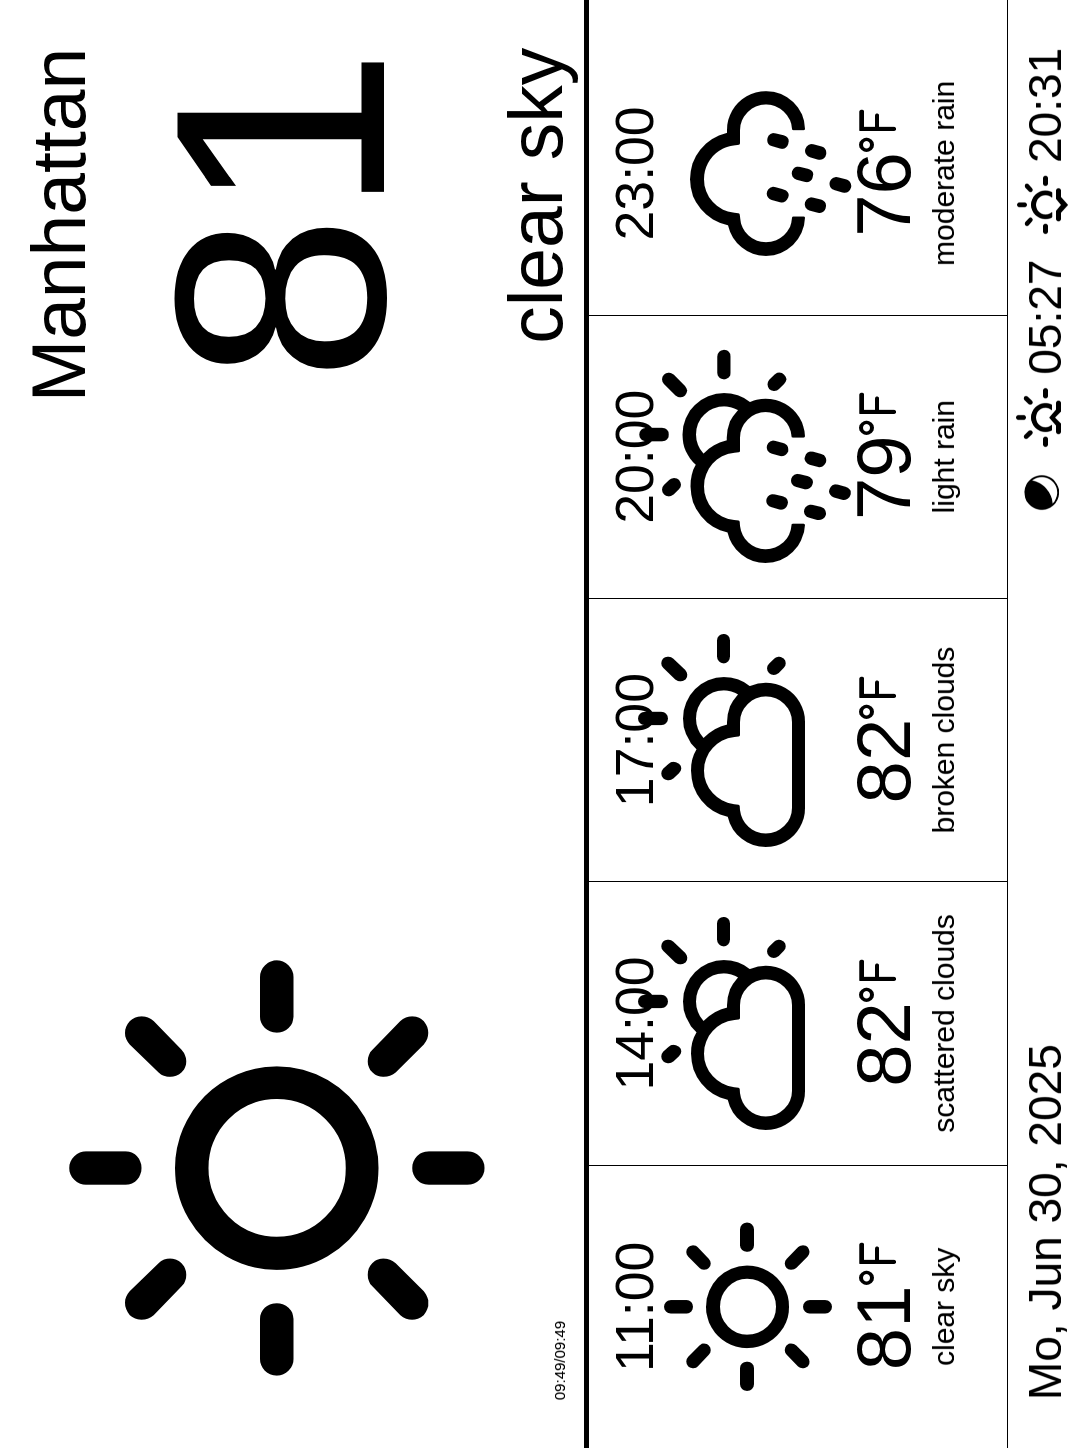 Manhattan
81
clear sky
09:49/09:49
11:00
81°F
clear sky
14:00
82°F
scattered clouds
17:00
82°F
broken clouds
20:00
79°F
light rain
23:00
76°F
moderate rain
Mo, Jun 30, 2025
05:27 20:31